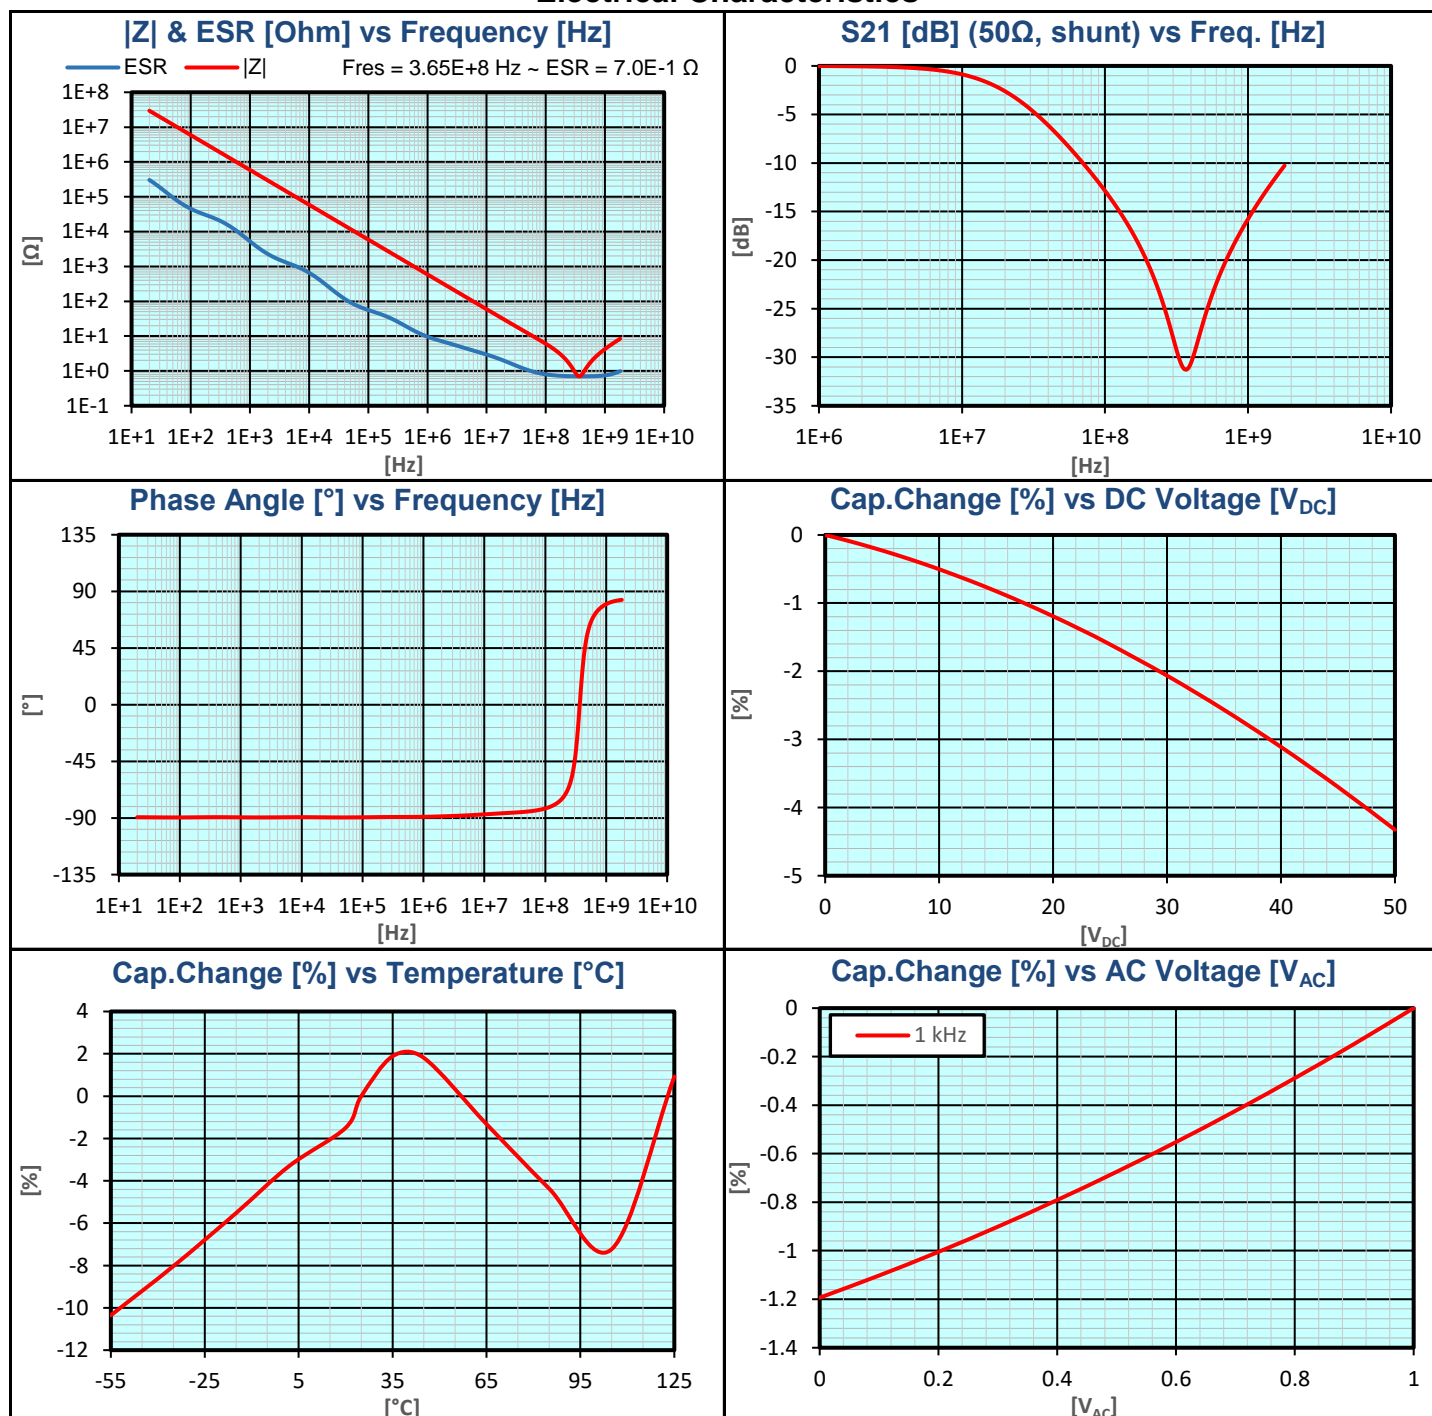 Electrical Characteristics
|Z| & ESR [Ohm] vs Frequency [Hz]
ESR |Z| Fres = 3.65E+8 Hz ~ ESR = 7.0E-1 Ω
1E+8
1E+7
1E+6
1E+5
1E+4
1E+3
1E+2
1E+1
1E+0
1E-1
[Ω]
1E+1 1E+2 1E+3 1E+4 1E+5 1E+6 1E+7 1E+8 1E+9 1E+10
[Hz]
S21 [dB] (50Ω, shunt) vs Freq. [Hz]
0
-5
-10
-15
-20
-25
-30
-35
[dB]
1E+6 1E+7 1E+8 1E+9 1E+10
[Hz]
Phase Angle [°] vs Frequency [Hz]
135
90
45
0
-45
-90
-135
[°]
1E+1 1E+2 1E+3 1E+4 1E+5 1E+6 1E+7 1E+8 1E+9 1E+10
[Hz]
Cap.Change [%] vs DC Voltage [VDC]
0
-1
-2
-3
-4
-5
[%]
0 10 20 30 40 50
[VDC]
Cap.Change [%] vs Temperature [°C]
4
2
0
-2
-4
-6
-8
-10
-12
[%]
-55 -25 5 35 65 95 125
[°C]
Cap.Change [%] vs AC Voltage [VAC]
1 kHz
0
-0.2
-0.4
-0.6
-0.8
-1
-1.2
-1.4
[%]
0 0.2 0.4 0.6 0.8 1
[VAC]